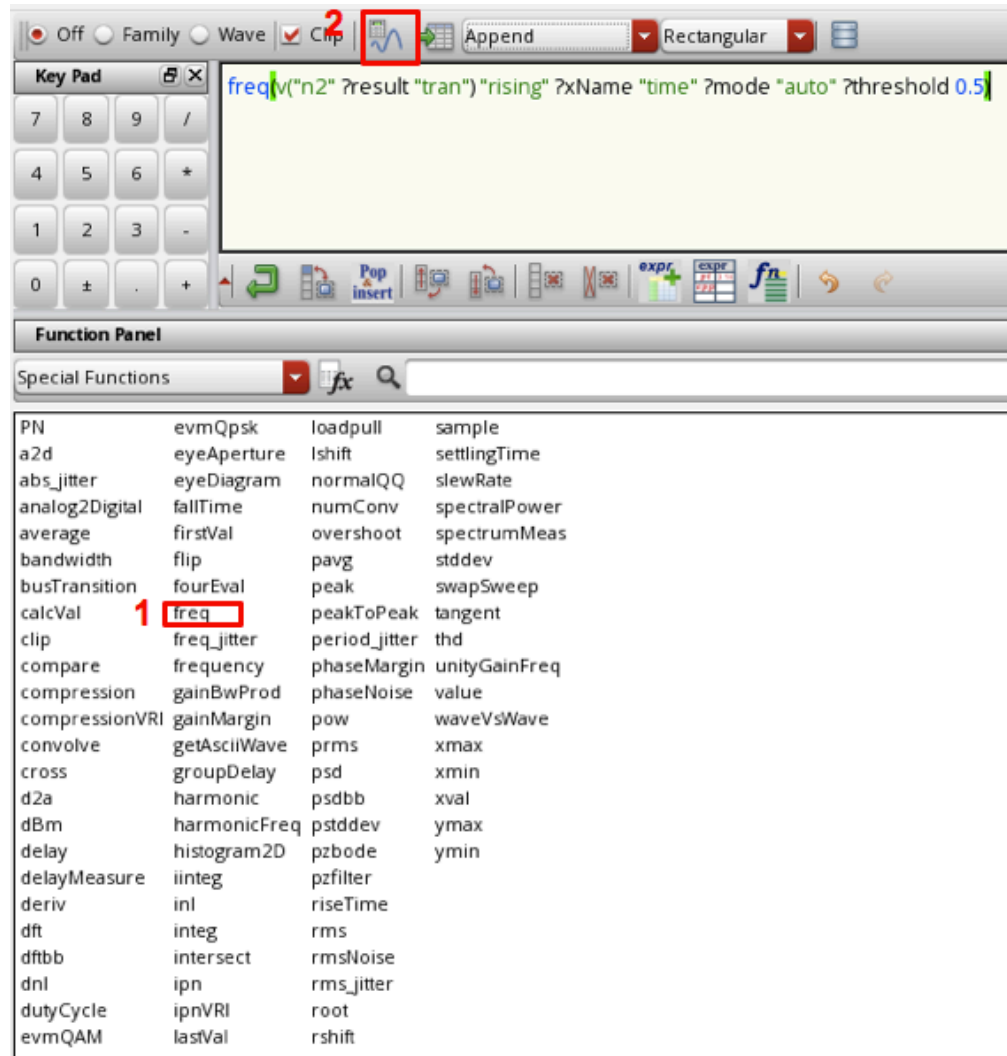 Off Family Wave Clip 2 Append Rectangular
Key Pad
freq(v("n2" ?result "tran") "rising" ?xName "time" ?mode "auto" ?threshold 0.5)
7 8 9 /
4 5 6 *
1 2 3 -
0 ± . +
Pop & insert expr expr fn
Function Panel
Special Functions fx
PN evmQpsk loadpull sample
a2d eyeAperture lshift settlingTime
abs_jitter eyeDiagram normalQQ slewRate
analog2Digital fallTime numConv spectralPower
average firstVal overshoot spectrumMeas
bandwidth flip pavg stddev
busTransition fourEval peak swapSweep
calcVal 1 freq peakToPeak tangent
clip freq_jitter period_jitter thd
compare frequency phaseMargin unityGainFreq
compression gainBwProd phaseNoise value
compressionVRI gainMargin pow waveVsWave
convolve getAsciiWave prms xmax
cross groupDelay psd xmin
d2a harmonic psdbb xval
dBm harmonicFreq pstddev ymax
delay histogram2D pzbode ymin
delayMeasure iinteg pzfilter
deriv inl riseTime
dft integ rms
dftbb intersect rmsNoise
dnl ipn rms_jitter
dutyCycle ipnVRI root
evmQAM lastVal rshift